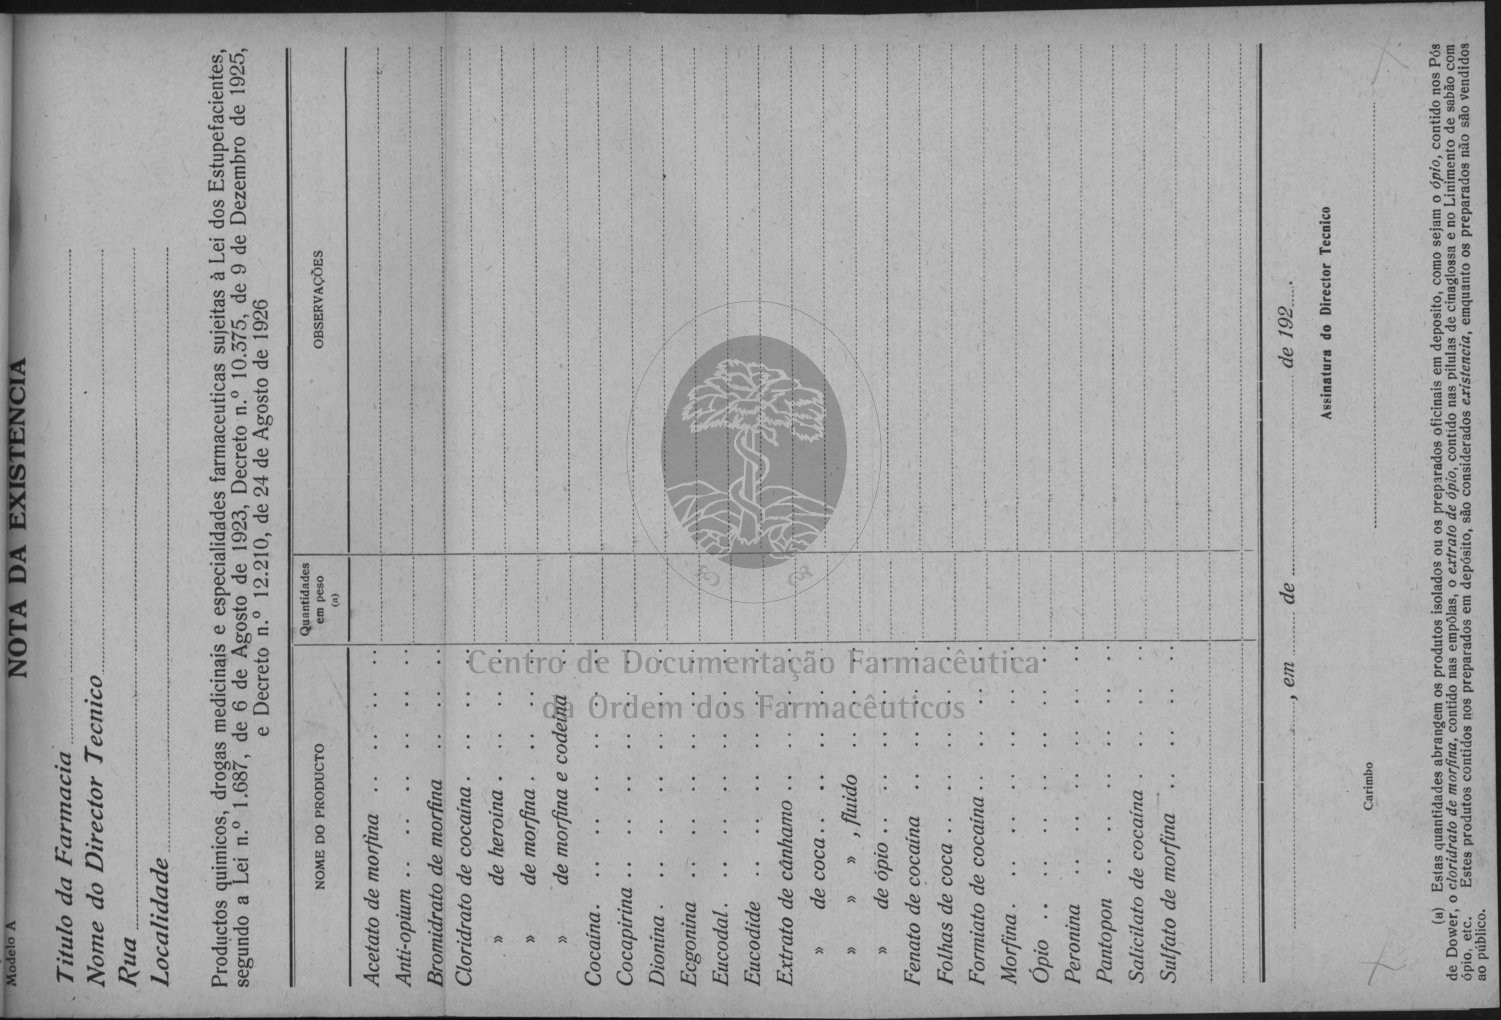 Modelo A
NOTA DA EXISTENCIA
Titulo da Farmacia
Nome do Director Tecnico
Rua
Localidade
Productos quimicos, drogas medicinais e especialidades farmaceuticas sujeitas à Lei dos Estupefacientes,
segundo a Lei n.º 1.687, de 6 de Agosto de 1923, Decreto n.º 10.375, de 9 de Dezembro de 1925,
e Decreto n.º 12.210, de 24 de Agosto de 1926
NOME DO PRODUCTO
Quantidades
em peso
(a)
OBSERVAÇÕES
Acetato de morfina
Anti-opium
Bromidrato de morfina
Cloridrato de cocaína
» de heroína
» de morfina
» de morfina e codeína
Cocaína
Cocapirina
Dionina
Ecgonina
Eucodal
Eucodide
Extrato de cânhamo
» de coca
» » » , fluido
» de ópio
Fenato de cocaína
Folhas de coca
Formiato de cocaína
Morfina
Ópio
Peronina
Pantopon
Salicilato de cocaína
Sulfato de morfina
, em ........ de ........ de 192....
Assinatura do Director Tecnico
Carimbo
(a) Estas quantidades abrangem os produtos isolados ou os preparados oficinais em deposito, como sejam o ópio, contido nos Pós
de Dower, o cloridrato de morfina, contido nas empôlas, o extrato de ópio, contido nas pilulas de cinaglossa e no Linimento de sabão com
ópio, etc. Estes produtos contidos nos preparados em depósito, são considerados existencia, emquanto os preparados não são vendidos
ao público.
Centro de Documentação Farmacêutica
da Ordem dos Farmacêuticos